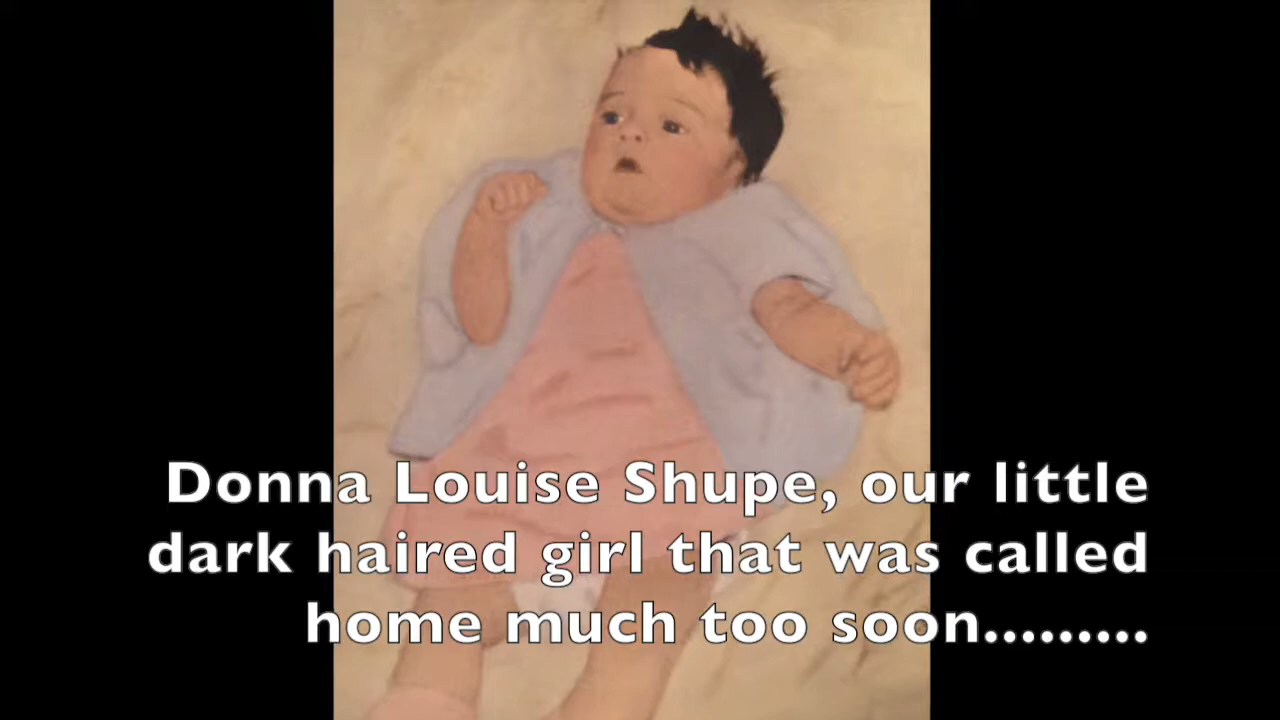 Donna Louise Shupe, our little
dark haired girl that was called
home much too soon.........